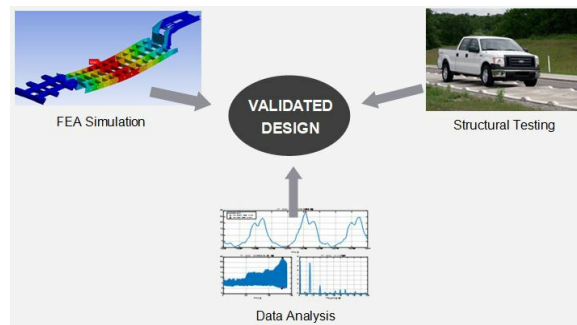 VALIDATED
DESIGN
FEA Simulation
Structural Testing
Data Analysis